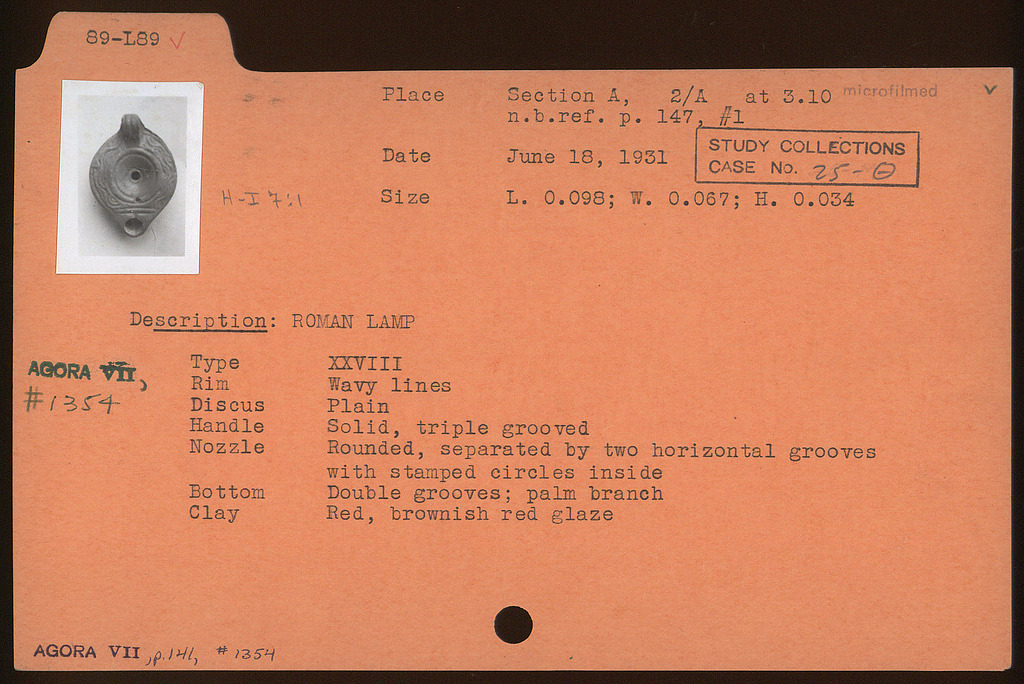 89-L89 ✓
Place Section A, 2/A at 3.10 microfilmed ✓
n.b.ref. p. 147, #1
Date June 18, 1931
STUDY COLLECTIONS
CASE No. 25-Θ
Size L. 0.098; W. 0.067; H. 0.034
Description: ROMAN LAMP
AGORA VII,
#1354
Type XXVIII
Rim Wavy lines
Discus Plain
Handle Solid, triple grooved
Nozzle Rounded, separated by two horizontal grooves
with stamped circles inside
Bottom Double grooves; palm branch
Clay Red, brownish red glaze
AGORA VII, p.141, #1354